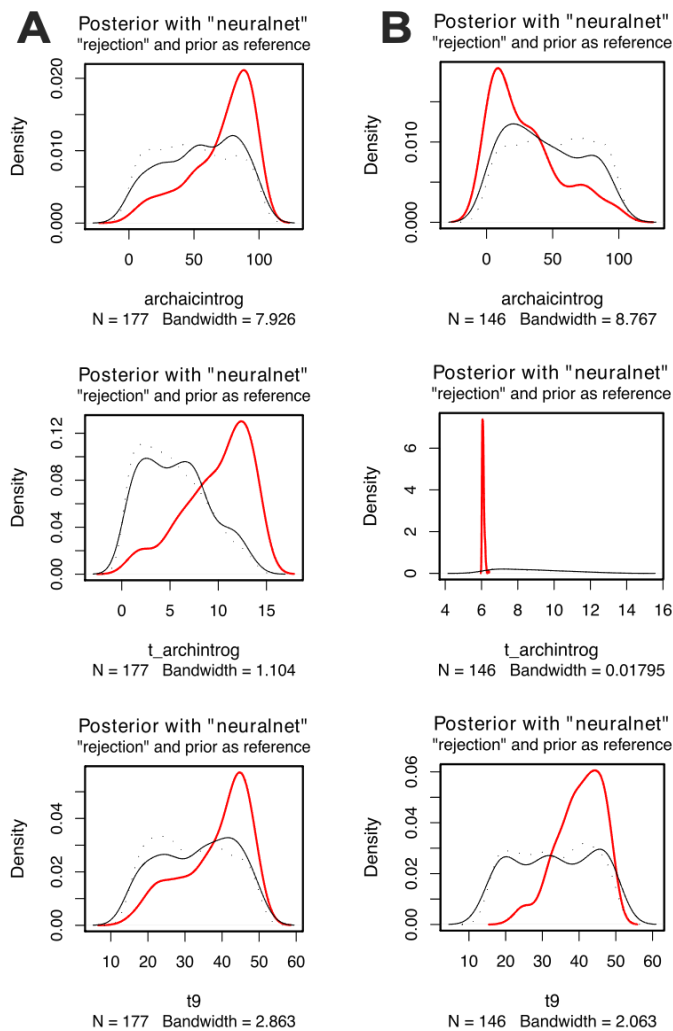 A
Posterior with "neuralnet"
"rejection" and prior as reference
Density
0.000 0.010 0.020
0 50 100
archaicintrog
N = 177 Bandwidth = 7.926
B
Posterior with "neuralnet"
"rejection" and prior as reference
Density
0.000 0.005 0.010 0.015
0 50 100
archaicintrog
N = 146 Bandwidth = 8.767
Posterior with "neuralnet"
"rejection" and prior as reference
Density
0.00 0.04 0.08 0.12
0 5 10 15
t_archintrog
N = 177 Bandwidth = 1.104
Posterior with "neuralnet"
"rejection" and prior as reference
Density
0 2 4 6
4 6 8 10 12 14 16
t_archintrog
N = 146 Bandwidth = 0.01795
Posterior with "neuralnet"
"rejection" and prior as reference
Density
0.00 0.02 0.04
10 20 30 40 50 60
t9
N = 177 Bandwidth = 2.863
Posterior with "neuralnet"
"rejection" and prior as reference
Density
0.00 0.02 0.04 0.06
10 20 30 40 50 60
t9
N = 146 Bandwidth = 2.063